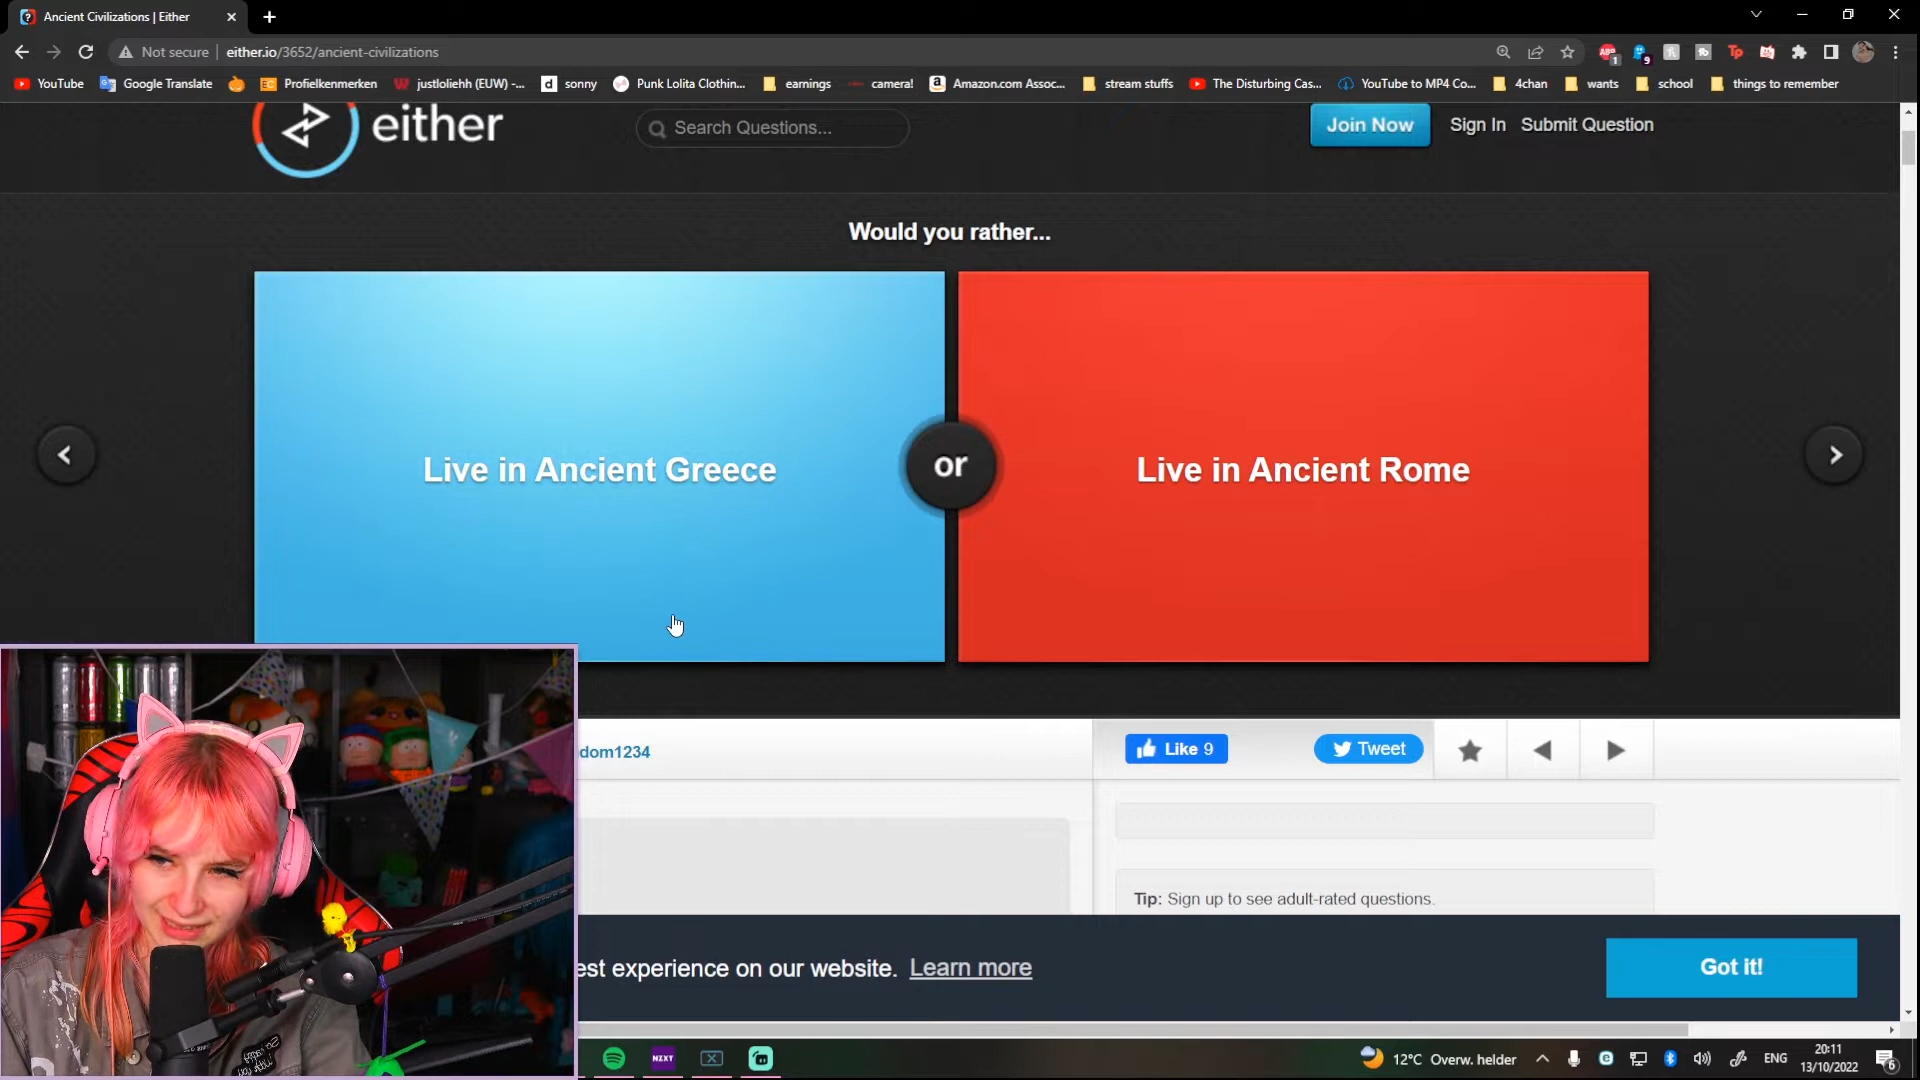 Ancient Civilizations | Either
Not secure | either.io/3652/ancient-civilizations
YouTube Google Translate Profielkenmerken justloliehh (EUW) -... sonny Punk Lolita Clothin... earnings camera! Amazon.com Assoc... stream stuffs The Disturbing Cas... YouTube to MP4 Co... 4chan wants school things to remember
either
Search Questions...
Join Now
Sign In
Submit Question
Would you rather...
Live in Ancient Greece
or
Live in Ancient Rome
dom1234
Like 9
Tweet
Tip: Sign up to see adult-rated questions.
est experience on our website. Learn more
Got it!
NZXT
12°C Overw. helder
ENG
20:11
13/10/2022
6